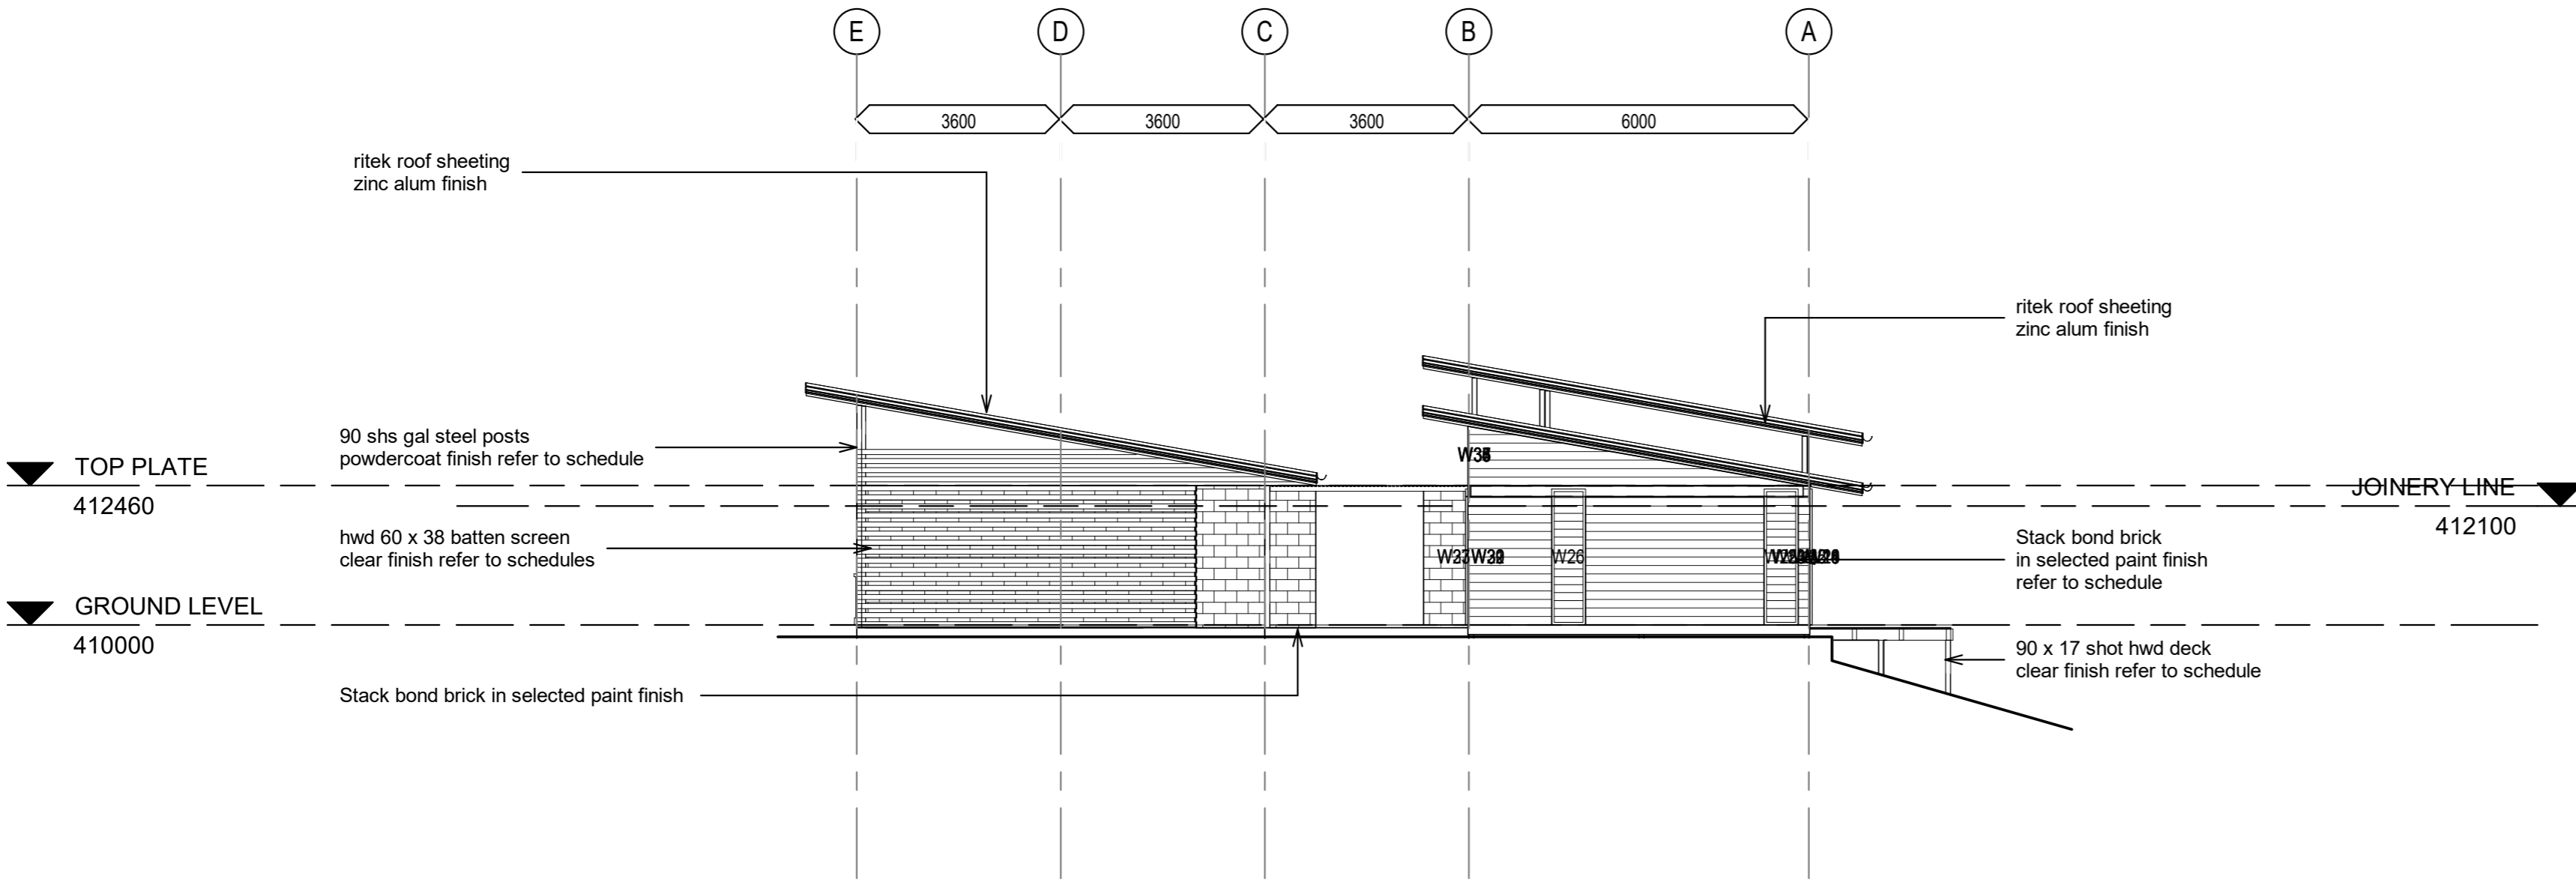 E
D
C
B
A
3600
3600
3600
6000
ritek roof sheeting
zinc alum finish
ritek roof sheeting
zinc alum finish
90 shs gal steel posts
powdercoat finish refer to schedule
TOP PLATE
412460
JOINERY LINE
412100
hwd 60 x 38 batten screen
clear finish refer to schedules
W26
Stack bond brick
in selected paint finish
refer to schedule
GROUND LEVEL
410000
90 x 17 shot hwd deck
clear finish refer to schedule
Stack bond brick in selected paint finish